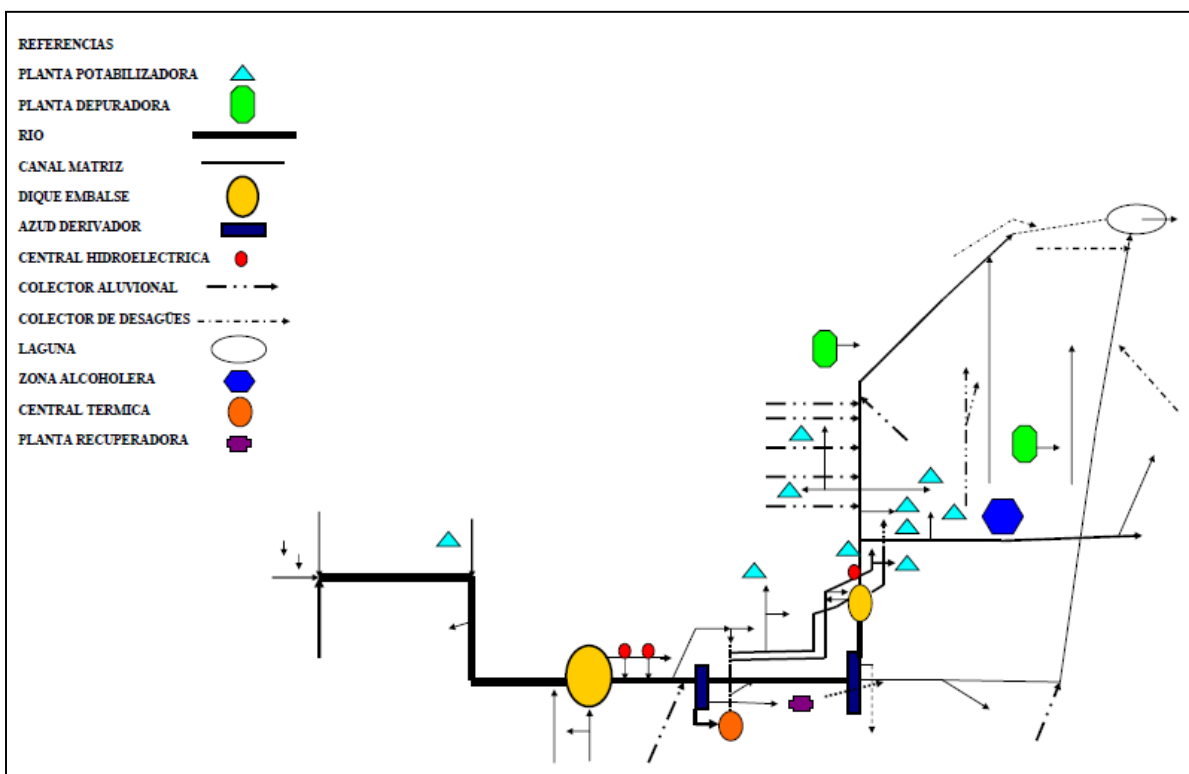 REFERENCIAS
PLANTA POTABILIZADORA
PLANTA DEPURADORA
RIO
CANAL MATRIZ
DIQUE EMBALSE
AZUD DERIVADOR
CENTRAL HIDROELECTRICA
COLECTOR ALUVIONAL
COLECTOR DE DESAGÜES
LAGUNA
ZONA ALCOHOLERA
CENTRAL TERMICA
PLANTA RECUPERADORA